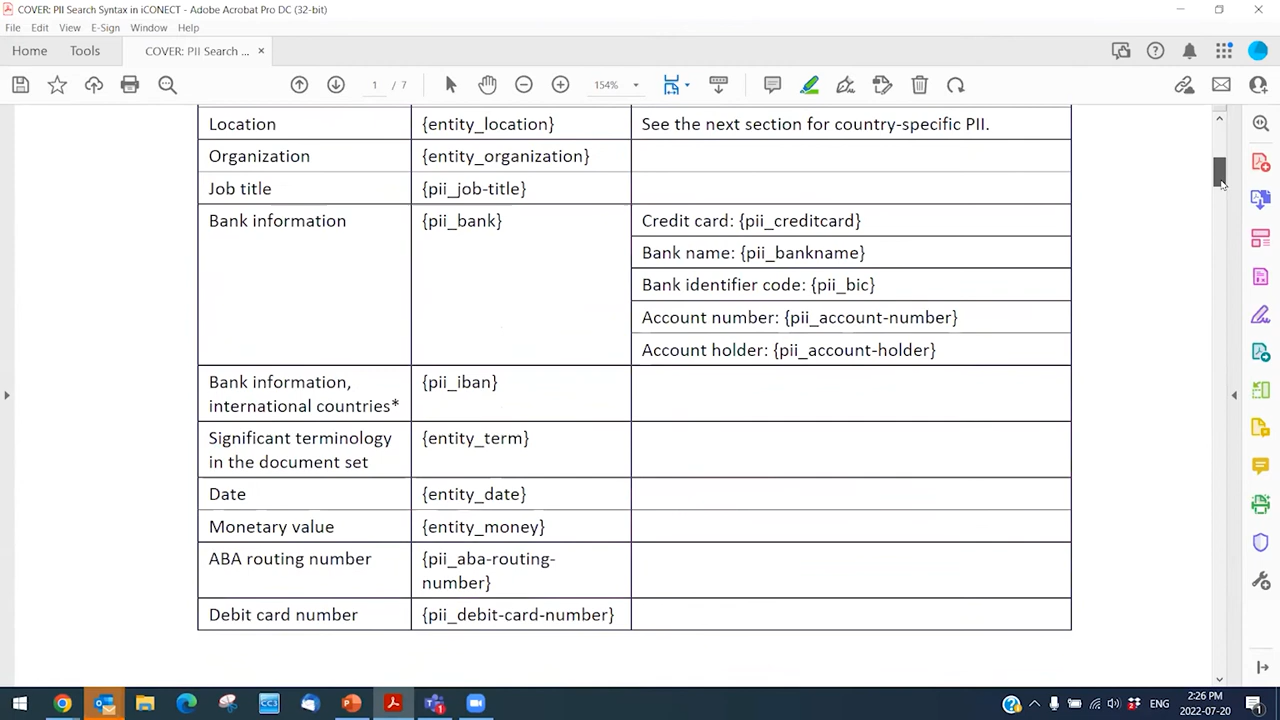 COVER: PII Search Syntax in iCONECT - Adobe Acrobat Pro DC (32-bit)
File Edit View E-Sign Window Help
Home Tools COVER: PII Search ... ×
1 / 7 154%
Location {entity_location} See the next section for country-specific PII.
Organization {entity_organization}
Job title {pii_job-title}
Bank information {pii_bank} Credit card: {pii_creditcard}
Bank name: {pii_bankname}
Bank identifier code: {pii_bic}
Account number: {pii_account-number}
Account holder: {pii_account-holder}
Bank information, {pii_iban}
international countries*
Significant terminology {entity_term}
in the document set
Date {entity_date}
Monetary value {entity_money}
ABA routing number {pii_aba-routing-
number}
Debit card number {pii_debit-card-number}
CC3
ENG
2:26 PM
2022-07-20